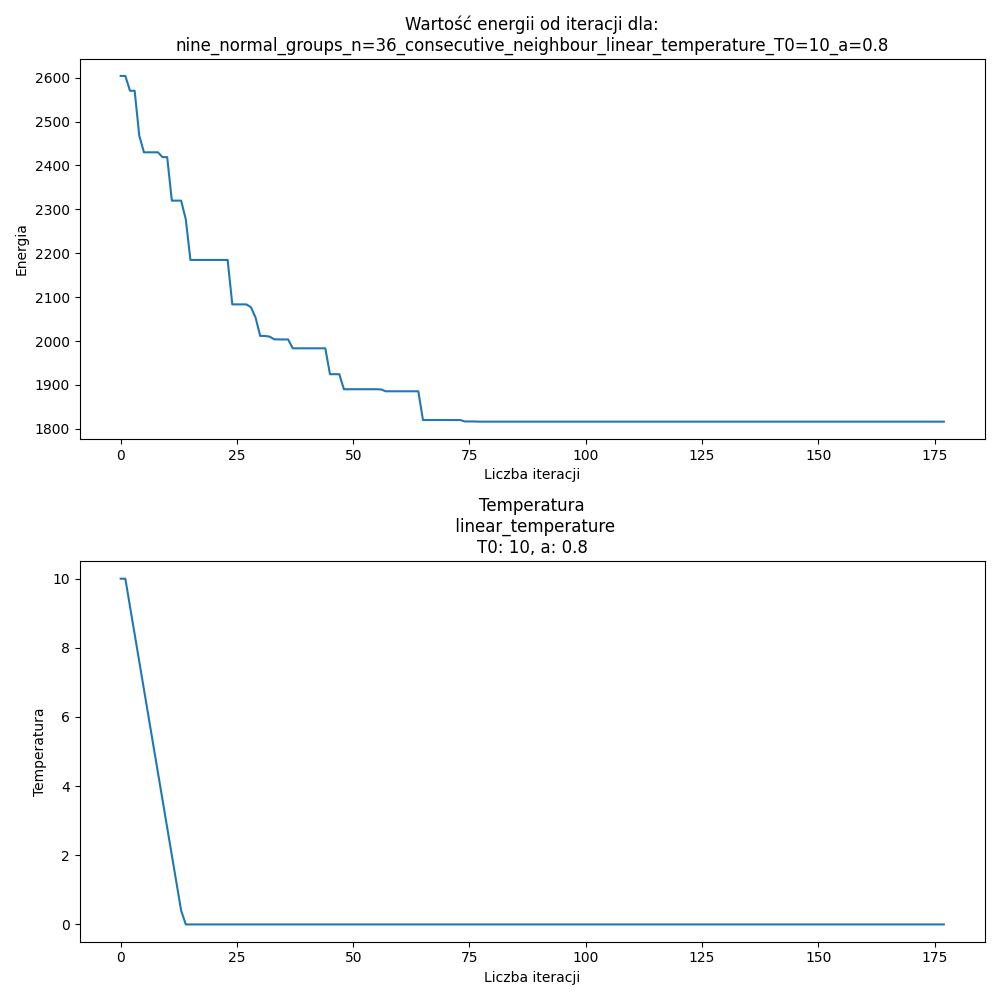 Wartość energii od iteracji dla:
nine_normal_groups_n=36_consecutive_neighbour_linear_temperature_T0=10_a=0.8
2600
2500
2400
2300
2200
2100
2000
1900
1800
Energia
0 25 50 75 100 125 150 175
Liczba iteracji
Temperatura
linear_temperature
T0: 10, a: 0.8
10
8
6
4
2
0
Temperatura
0 25 50 75 100 125 150 175
Liczba iteracji